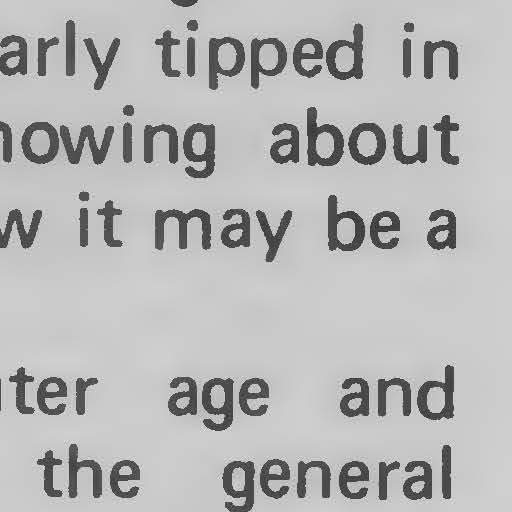 arly tipped in
nowing about
w it may be a
ter age and
the general